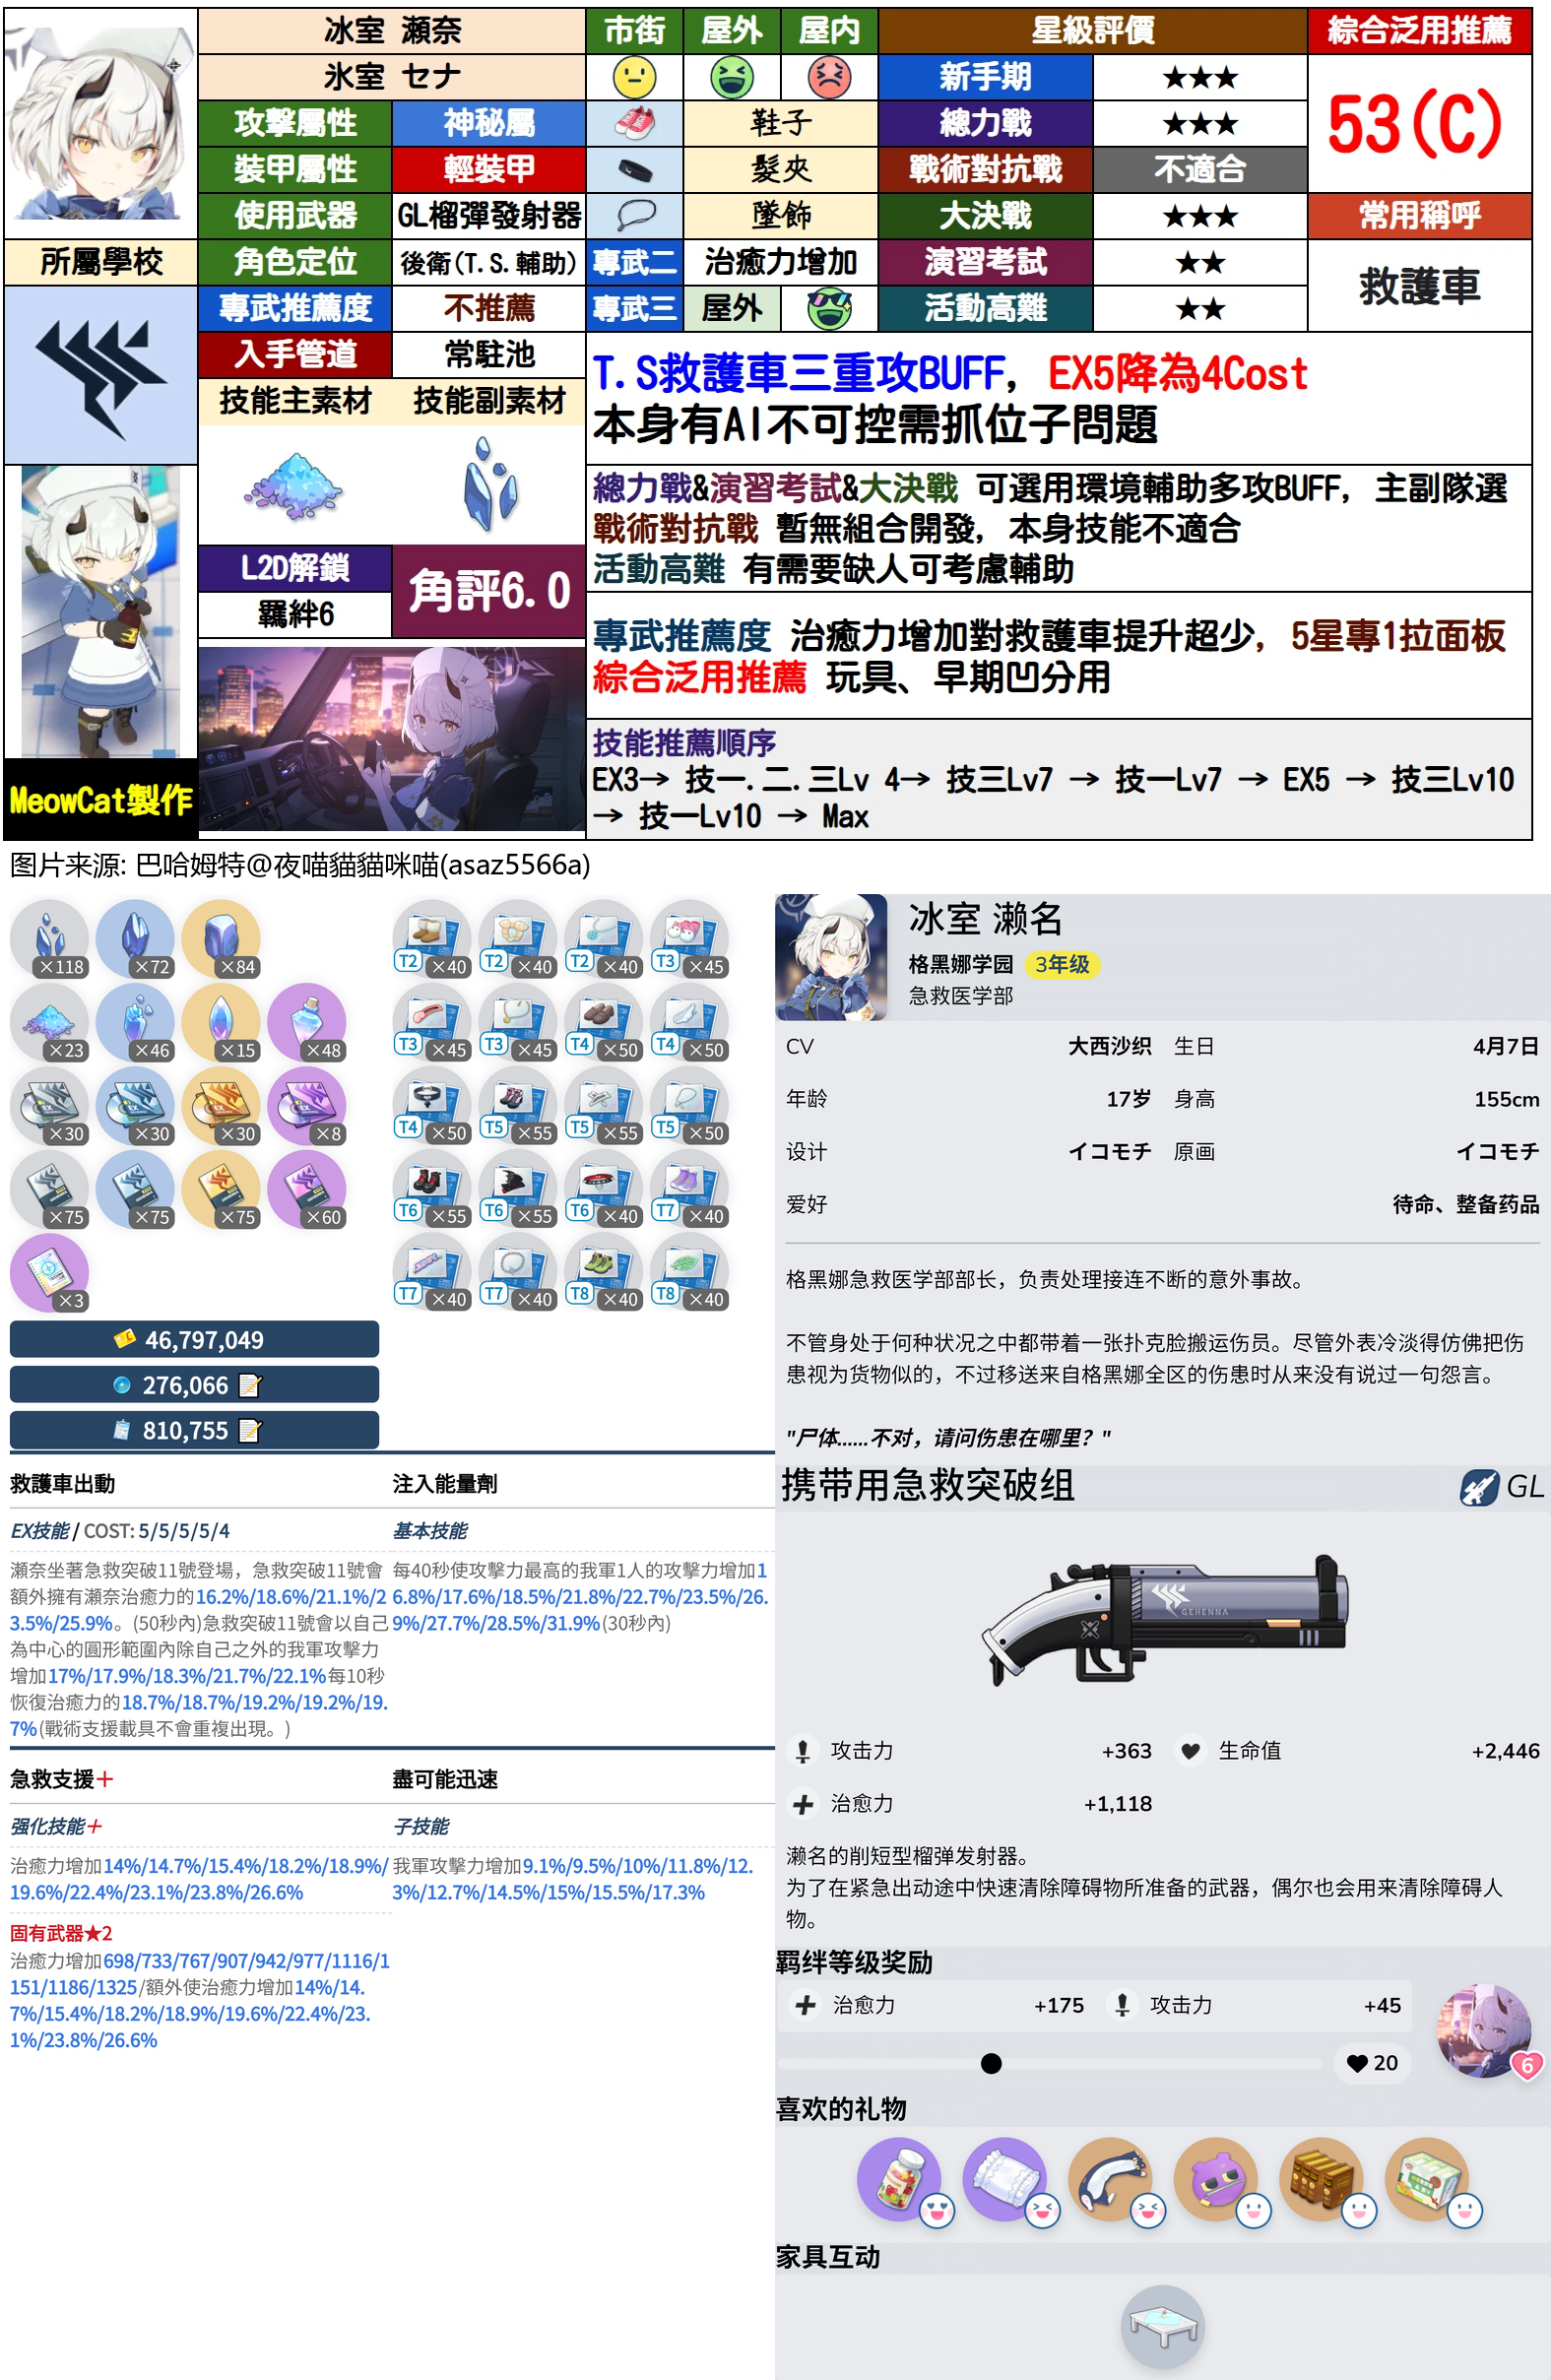 冰室 瀨奈
市街
屋外
屋內
星級評價
綜合泛用推薦
氷室 セナ
新手期
★★★
53(C)
攻擊屬性
神秘屬
鞋子
總力戰
★★★
裝甲屬性
輕裝甲
髮夾
戰術對抗戰
不適合
使用武器
GL榴彈發射器
墜飾
大決戰
★★★
常用稱呼
所屬學校
角色定位
後衛(T.S.輔助)
專武二
治癒力增加
演習考試
★★
救護車
專武推薦度
不推薦
專武三
屋外
活動高難
★★
入手管道
常駐池
技能主素材
技能副素材
T.S救護車三重攻BUFF, EX5降為4Cost
本身有AI不可控需抓位子問題
總力戰&演習考試&大決戰 可選用環境輔助多攻BUFF, 主副隊選
戰術對抗戰 暫無組合開發, 本身技能不適合
活動高難 有需要缺人可考慮輔助
L2D解鎖
羈絆6
角評6.0
專武推薦度 治癒力增加對救護車提升超少, 5星專1拉面板
綜合泛用推薦 玩具、早期凹分用
技能推薦順序
EX3→ 技一.二.三Lv 4→ 技三Lv7 → 技一Lv7 → EX5 → 技三Lv10
→ 技一Lv10 → Max
MeowCat製作
图片来源: 巴哈姆特@夜喵貓貓咪喵(asaz5566a)
×118
×72
×84
×23
×46
×15
×48
×30
×30
×30
×8
×75
×75
×75
×60
×3
46,797,049
276,066
810,755
T2 ×40
T2 ×40
T2 ×40
T3 ×45
T3 ×45
T3 ×45
T4 ×50
T4 ×50
T4 ×50
T5 ×55
T5 ×55
T5 ×50
T6 ×55
T6 ×55
T6 ×40
T7 ×40
T7 ×40
T7 ×40
T8 ×40
T8 ×40
救護車出動
EX技能 / COST: 5/5/5/5/4
瀨奈坐著急救突破11號登場，急救突破11號會
額外擁有瀨奈治癒力的16.2%/18.6%/21.1%/2
3.5%/25.9%。(50秒內)急救突破11號會以自己
為中心的圓形範圍內除自己之外的我軍攻擊力
增加17%/17.9%/18.3%/21.7%/22.1%每10秒
恢復治癒力的18.7%/18.7%/19.2%/19.2%/19.
7%(戰術支援載具不會重複出現。)
注入能量劑
基本技能
每40秒使攻擊力最高的我軍1人的攻擊力增加1
6.8%/17.6%/18.5%/21.8%/22.7%/23.5%/26.
9%/27.7%/28.5%/31.9%(30秒內)
急救支援+
强化技能+
治癒力增加14%/14.7%/15.4%/18.2%/18.9%/
19.6%/22.4%/23.1%/23.8%/26.6%
固有武器★2
治癒力增加698/733/767/907/942/977/1116/1
151/1186/1325/額外使治癒力增加14%/14.
7%/15.4%/18.2%/18.9%/19.6%/22.4%/23.
1%/23.8%/26.6%
盡可能迅速
子技能
我軍攻擊力增加9.1%/9.5%/10%/11.8%/12.
3%/12.7%/14.5%/15%/15.5%/17.3%
冰室 濑名
格黑娜学园 3年级
急救医学部
CV 大西沙织 生日 4月7日
年龄 17岁 身高 155cm
设计 イコモチ 原画 イコモチ
爱好 待命、整备药品
格黑娜急救医学部部长，负责处理接连不断的意外事故。
不管身处于何种状况之中都带着一张扑克脸搬运伤员。尽管外表冷淡得仿佛把伤
患视为货物似的，不过移送来自格黑娜全区的伤患时从来没有说过一句怨言。
"尸体......不对，请问伤患在哪里？"
携带用急救突破组
GL
GEHENNA
攻击力 +363 生命值 +2,446
治愈力 +1,118
濑名的削短型榴弹发射器。
为了在紧急出动途中快速清除障碍物所准备的武器，偶尔也会用来清除障碍人
物。
羁绊等级奖励
治愈力 +175 攻击力 +45
20
6
喜欢的礼物
家具互动